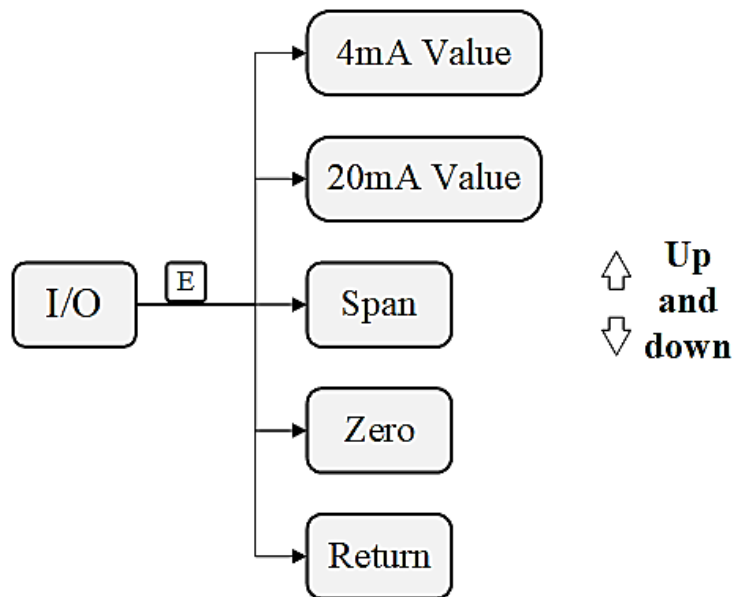 4mA Value
20mA Value
I/O
E
Span
Zero
Return
Up
and
down